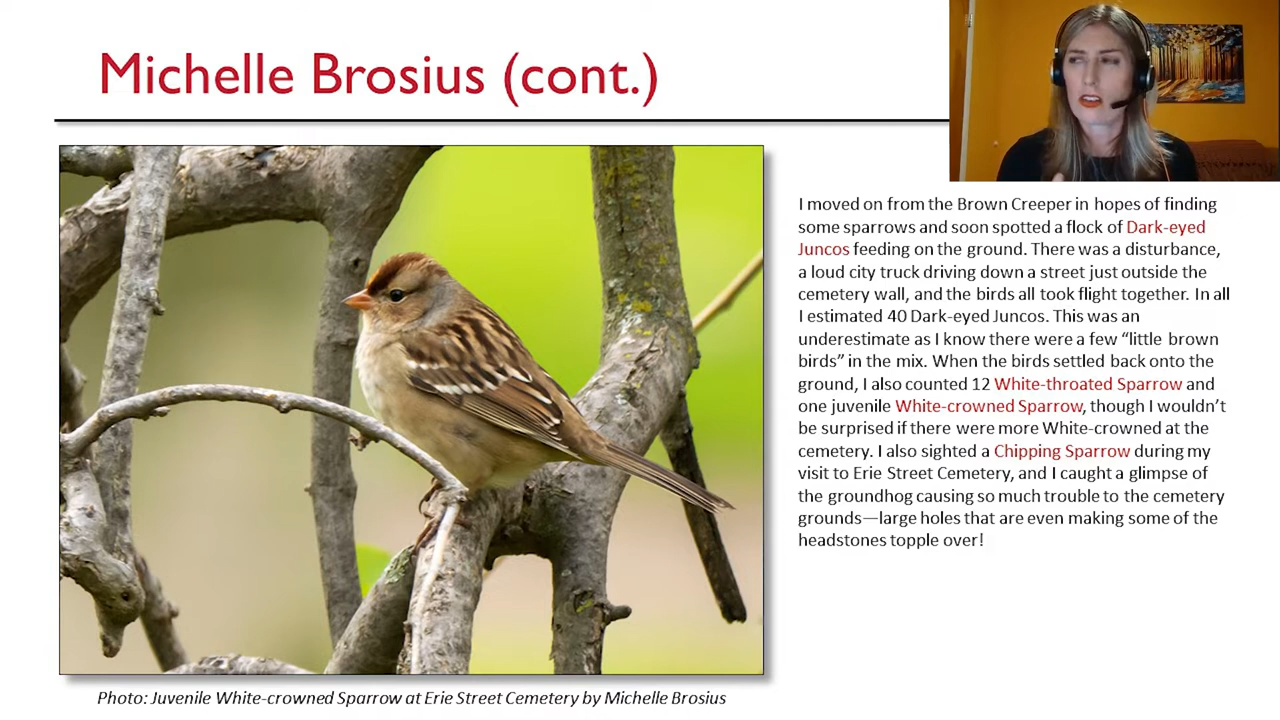 Michelle Brosius (cont.)
I moved on from the Brown Creeper in hopes of finding
some sparrows and soon spotted a flock of Dark-eyed
Juncos feeding on the ground. There was a disturbance,
a loud city truck driving down a street just outside the
cemetery wall, and the birds all took flight together. In all
I estimated 40 Dark-eyed Juncos. This was an
underestimate as I know there were a few “little brown
birds” in the mix. When the birds settled back onto the
ground, I also counted 12 White-throated Sparrow and
one juvenile White-crowned Sparrow, though I wouldn’t
be surprised if there were more White-crowned at the
cemetery. I also sighted a Chipping Sparrow during my
visit to Erie Street Cemetery, and I caught a glimpse of
the groundhog causing so much trouble to the cemetery
grounds—large holes that are even making some of the
headstones topple over!
Photo: Juvenile White-crowned Sparrow at Erie Street Cemetery by Michelle Brosius